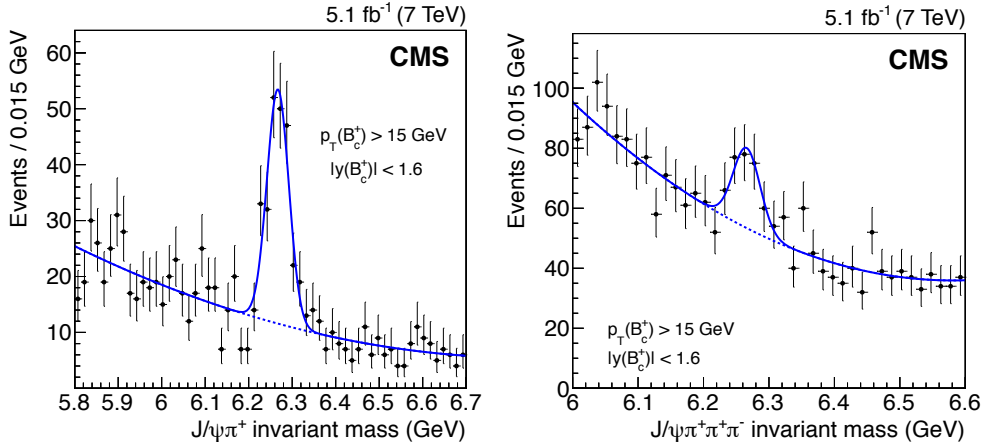 5.1 fb⁻¹ (7 TeV)
CMS
p_T(B_c⁺) > 15 GeV
|y(B_c⁺)| < 1.6
Events / 0.015 GeV
60
50
40
30
20
10
5.8 5.9 6 6.1 6.2 6.3 6.4 6.5 6.6 6.7
J/ψπ⁺ invariant mass (GeV)
5.1 fb⁻¹ (7 TeV)
CMS
Events / 0.015 GeV
100
80
60
40
20
0
p_T(B_c⁺) > 15 GeV
|y(B_c⁺)| < 1.6
6 6.1 6.2 6.3 6.4 6.5 6.6
J/ψπ⁺π⁺π⁻ invariant mass (GeV)